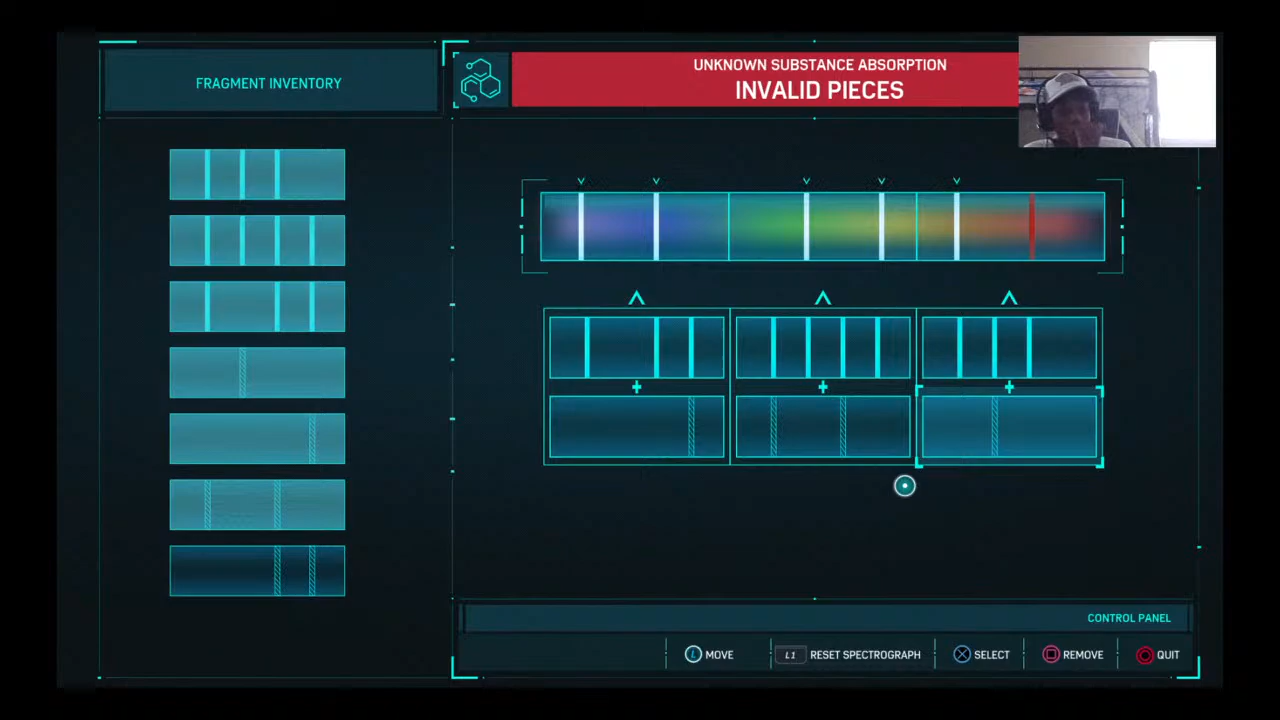 FRAGMENT INVENTORY
UNKNOWN SUBSTANCE ABSORPTION
INVALID PIECES
CONTROL PANEL
L MOVE
L1 RESET SPECTROGRAPH
SELECT
REMOVE
QUIT